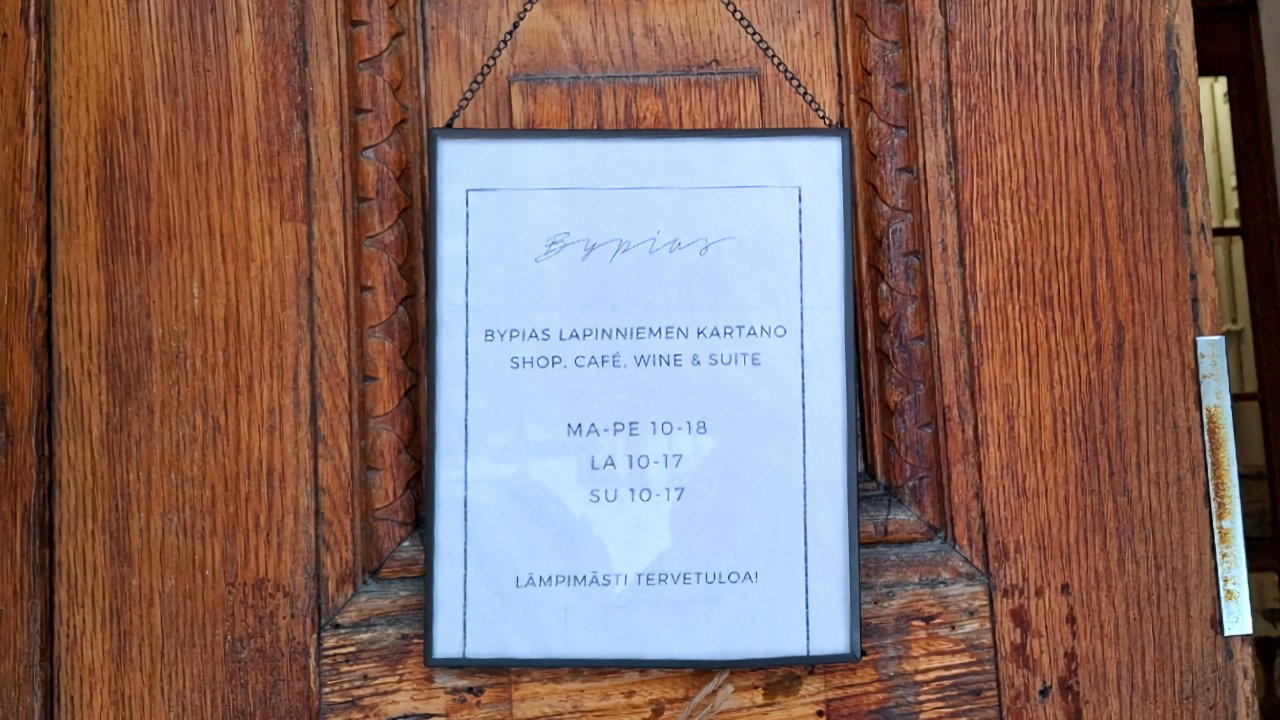 Bypias
BYPIAS LAPINNIEMEN KARTANO
SHOP, CAFÉ, WINE & SUITE
MA-PE 10-18
LA 10-17
SU 10-17
LÄMPIMÄSTI TERVETULOA!